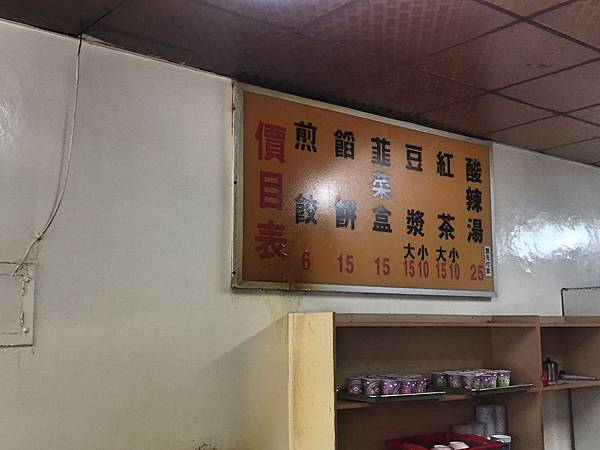 價目表
煎餃 6
餡餅 15
韮菜盒 15
豆漿 大15 小10
紅茶 大15 小10
酸辣湯 25